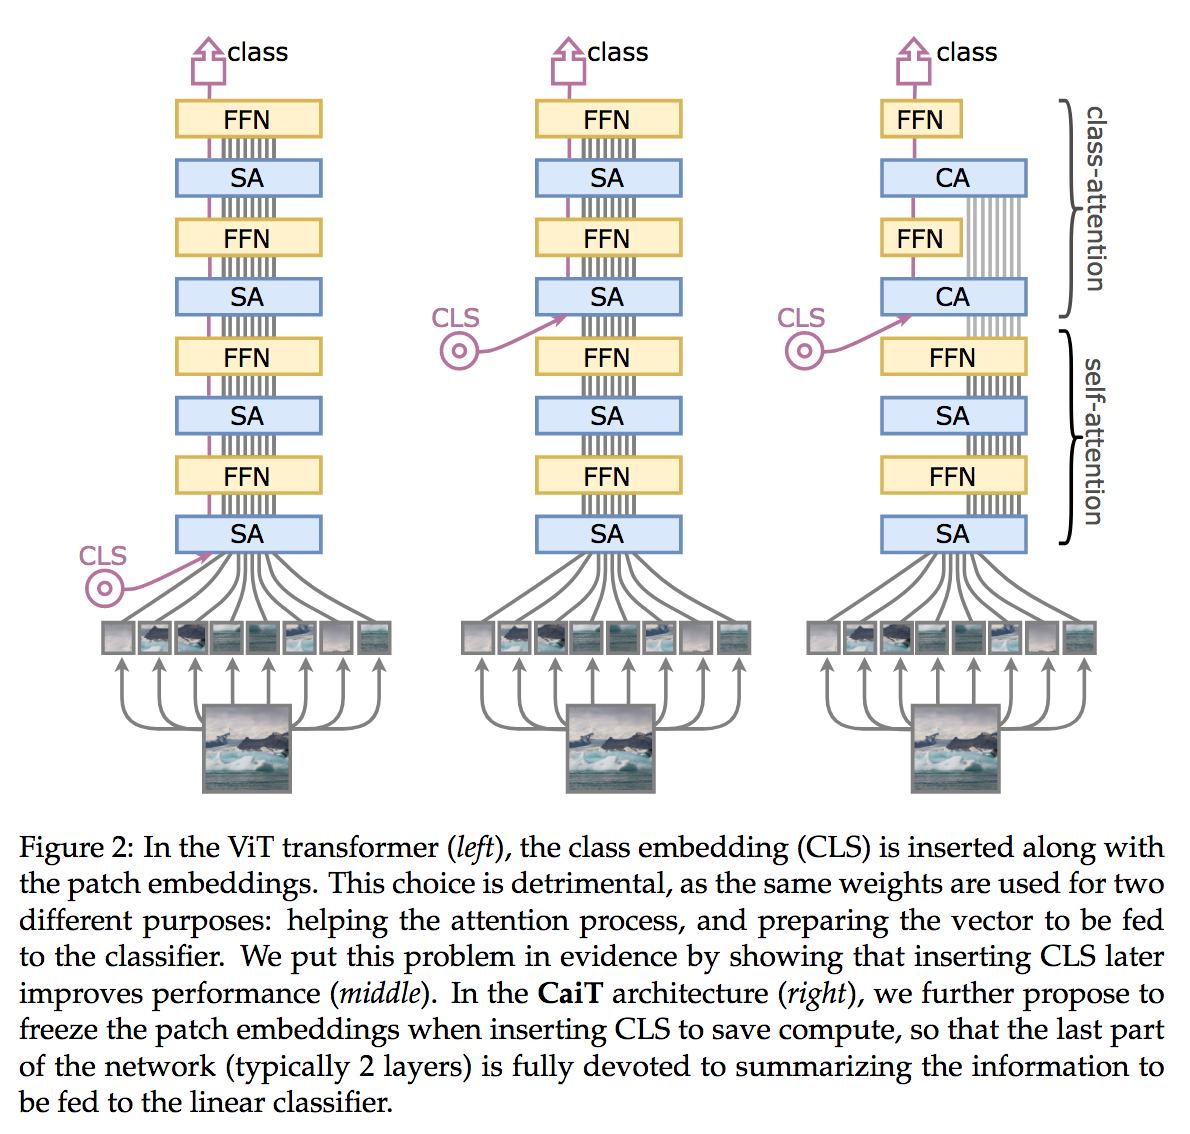 class
FFN
SA
FFN
SA
FFN
SA
FFN
SA
CLS
class
FFN
SA
FFN
SA
CLS
FFN
SA
FFN
SA
class
FFN
CA
FFN
CA
CLS
FFN
SA
FFN
SA
class-attention
self-attention
Figure 2: In the ViT transformer (left), the class embedding (CLS) is inserted along with
the patch embeddings. This choice is detrimental, as the same weights are used for two
different purposes: helping the attention process, and preparing the vector to be fed
to the classifier. We put this problem in evidence by showing that inserting CLS later
improves performance (middle). In the CaiT architecture (right), we further propose to
freeze the patch embeddings when inserting CLS to save compute, so that the last part
of the network (typically 2 layers) is fully devoted to summarizing the information to
be fed to the linear classifier.